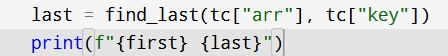 last = find_last(tc["arr"], tc["key"])
print(f"{first} {last}")